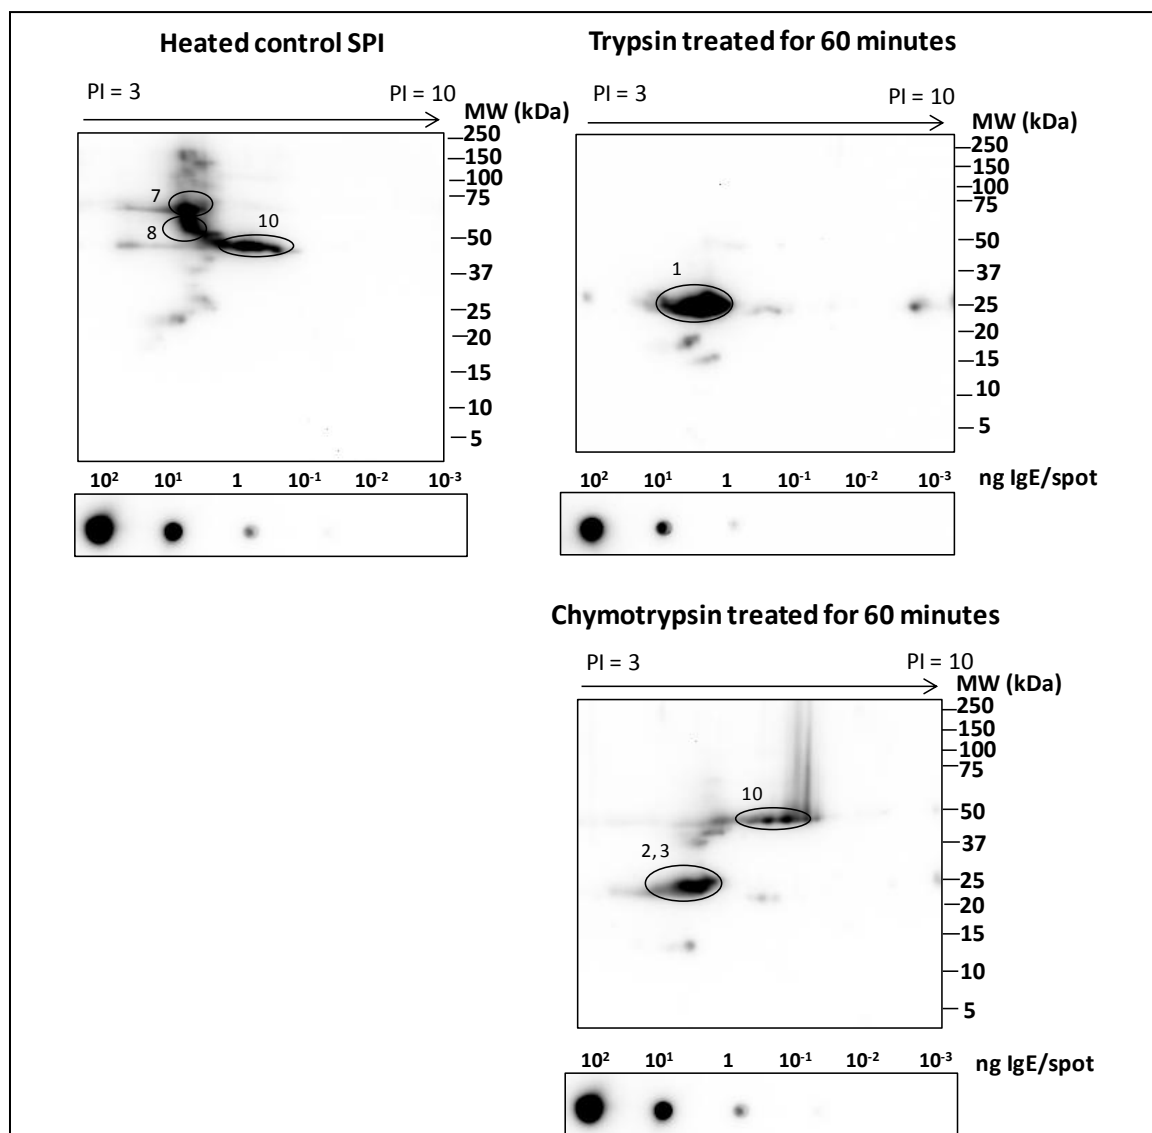 Heated control SPI
PI = 3
PI = 10
MW (kDa)
250
150
100
75
50
37
25
20
15
10
5
7
8
10
10² 10¹ 1 10⁻¹ 10⁻² 10⁻³
Trypsin treated for 60 minutes
PI = 3
PI = 10
MW (kDa)
250
150
100
75
50
37
25
20
15
10
5
1
10² 10¹ 1 10⁻¹ 10⁻² 10⁻³ ng IgE/spot
Chymotrypsin treated for 60 minutes
PI = 3
PI = 10
MW (kDa)
250
150
100
75
50
37
25
20
15
10
5
10
2, 3
10² 10¹ 1 10⁻¹ 10⁻² 10⁻³ ng IgE/spot